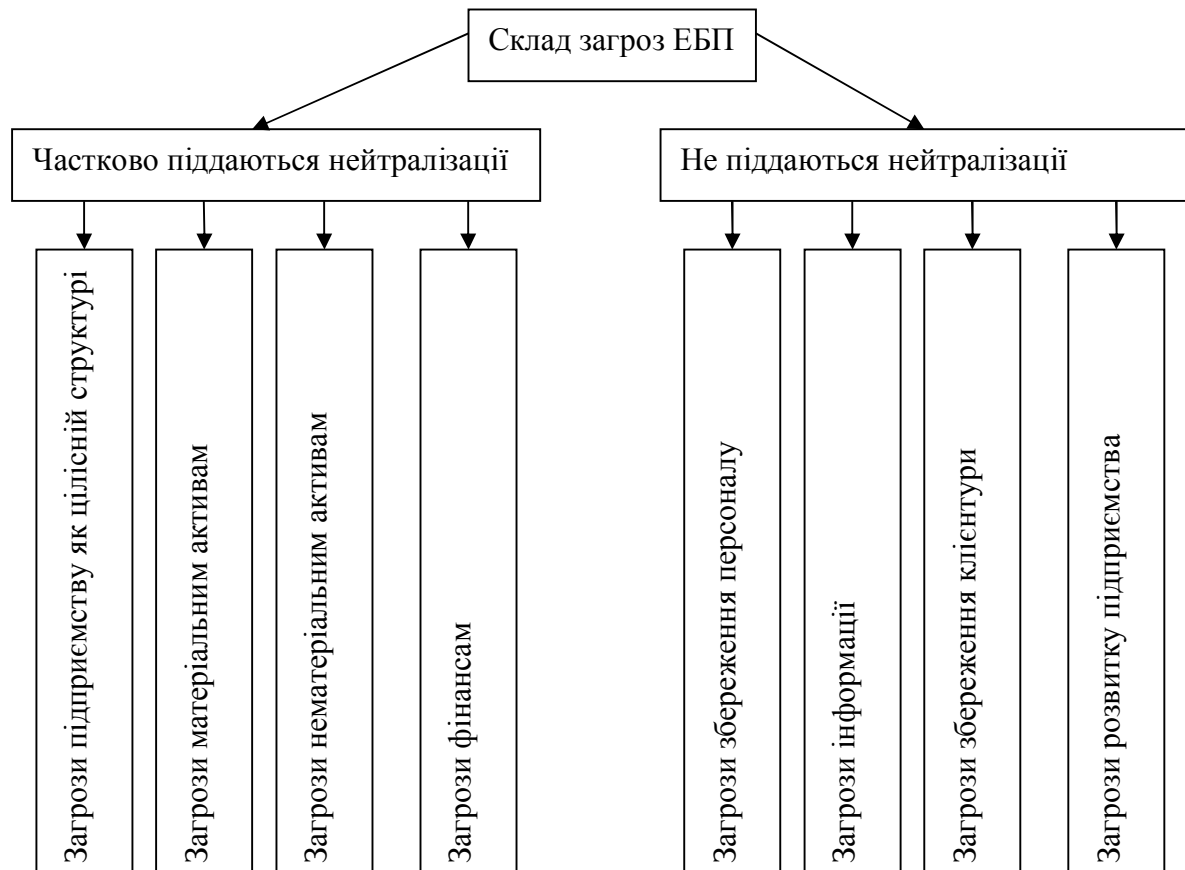 Склад загроз ЕБП
Частково піддаються нейтралізації
Не піддаються нейтралізації
Загрози підприємству як цілісній структурі
Загрози матеріальним активам
Загрози нематеріальним активам
Загрози фінансам
Загрози збереження персоналу
Загрози інформації
Загрози збереження клієнтури
Загрози розвитку підприємства